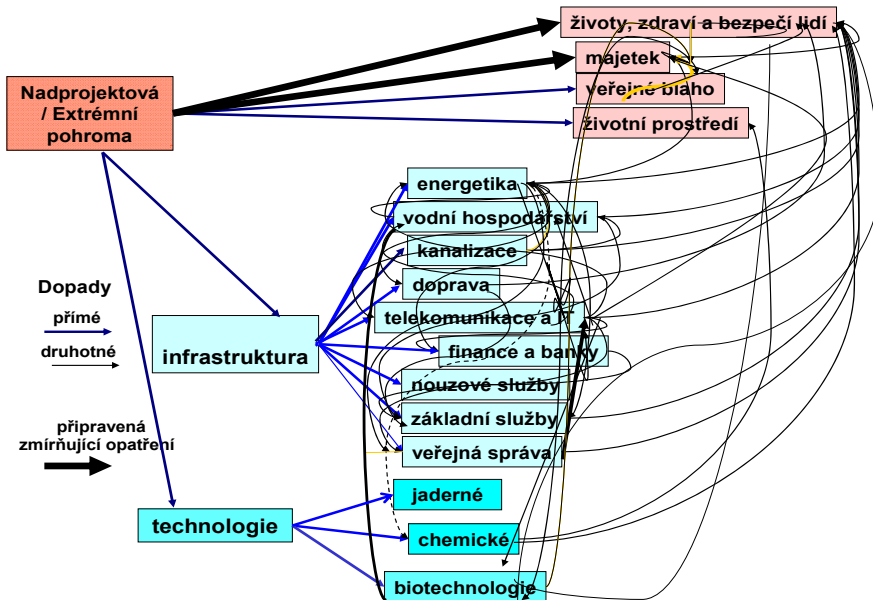 životy, zdraví a bezpečí lidí
majetek
veřejné blaho
životní prostředí
Nadprojektová
/ Extrémní
pohroma
energetika
vodní hospodářství
kanalizace
doprava
telekomunikace a IT
finance a banky
nouzové služby
základní služby
veřejná správa
infrastruktura
Dopady
přímé
druhotné
připravená
zmírňující opatření
technologie
jaderné
chemické
biotechnologie